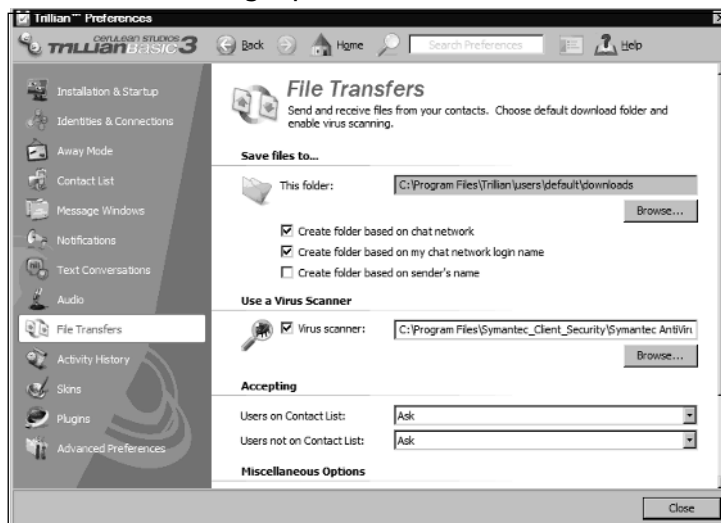 Trillian™ Preferences
CERULEAN STUDIOS
TRILLIAN BASIC 3
Back
Home
Search Preferences
Help
Installation & Startup
Identities & Connections
Away Mode
Contact List
Message Windows
Notifications
Text Conversations
Audio
File Transfers
Activity History
Skins
Plugins
Advanced Preferences
File Transfers
Send and receive files from your contacts. Choose default download folder and
enable virus scanning.
Save files to...
This folder:
C:\Program Files\Trillian\users\default\downloads
Browse...
Create folder based on chat network
Create folder based on my chat network login name
Create folder based on sender's name
Use a Virus Scanner
Virus scanner:
C:\Program Files\Symantec_Client_Security\Symantec AntiViru
Browse...
Accepting
Users on Contact List:
Ask
Users not on Contact List:
Ask
Miscellaneous Options
Close